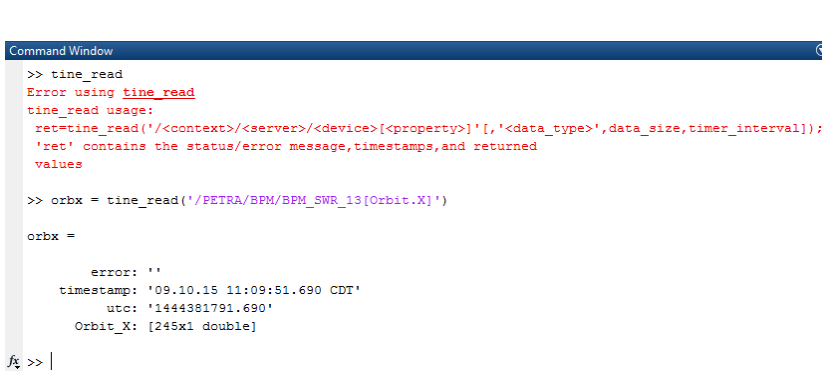 Command Window
>> tine_read
Error using tine_read
tine_read usage:
ret=tine_read('/<context>/<server>/<device>[<property>]'[,'<data_type>',data_size,timer_interval]);
'ret' contains the status/error message,timestamps,and returned
values
>> orbx = tine_read('/PETRA/BPM/BPM_SWR_13[Orbit.X]')
orbx =
error: ''
timestamp: '09.10.15 11:09:51.690 CDT'
utc: '1444381791.690'
Orbit_X: [245x1 double]
fx >>